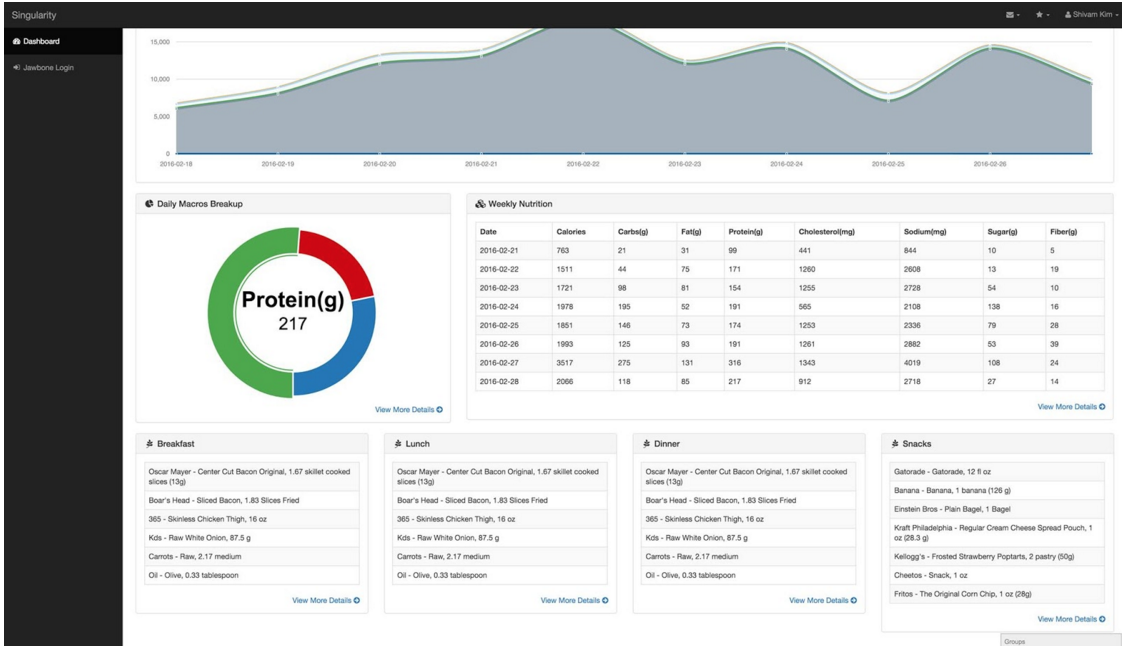 Singularity
Shivam Kim
Dashboard
Jawbone Login
15,000
10,000
5,000
0
2016-02-18 2016-02-19 2016-02-20 2016-02-21 2016-02-22 2016-02-23 2016-02-24 2016-02-25 2016-02-26
Daily Macros Breakup
Protein(g)
217
View More Details
Weekly Nutrition
Date Calories Carbs(g) Fat(g) Protein(g) Cholesterol(mg) Sodium(mg) Sugar(g) Fiber(g)
2016-02-21 763 21 31 99 441 844 10 5
2016-02-22 1511 44 75 171 1260 2608 13 19
2016-02-23 1721 98 81 154 1255 2728 54 10
2016-02-24 1978 195 52 191 565 2108 138 16
2016-02-25 1851 146 73 174 1253 2336 79 28
2016-02-26 1993 125 93 191 1261 2882 53 39
2016-02-27 3517 275 131 316 1343 4019 108 24
2016-02-28 2066 118 85 217 912 2718 27 14
View More Details
Breakfast
Oscar Mayer - Center Cut Bacon Original, 1.67 skillet cooked
slices (13g)
Boar's Head - Sliced Bacon, 1.83 Slices Fried
365 - Skinless Chicken Thigh, 16 oz
Kds - Raw White Onion, 87.5 g
Carrots - Raw, 2.17 medium
Oil - Olive, 0.33 tablespoon
View More Details
Lunch
Oscar Mayer - Center Cut Bacon Original, 1.67 skillet cooked
slices (13g)
Boar's Head - Sliced Bacon, 1.83 Slices Fried
365 - Skinless Chicken Thigh, 16 oz
Kds - Raw White Onion, 87.5 g
Carrots - Raw, 2.17 medium
Oil - Olive, 0.33 tablespoon
View More Details
Dinner
Oscar Mayer - Center Cut Bacon Original, 1.67 skillet cooked
slices (13g)
Boar's Head - Sliced Bacon, 1.83 Slices Fried
365 - Skinless Chicken Thigh, 16 oz
Kds - Raw White Onion, 87.5 g
Carrots - Raw, 2.17 medium
Oil - Olive, 0.33 tablespoon
View More Details
Snacks
Gatorade - Gatorade, 12 fl oz
Banana - Banana, 1 banana (126 g)
Einstein Bros - Plain Bagel, 1 Bagel
Kraft Philadelphia - Regular Cream Cheese Spread Pouch, 1
oz (28.3 g)
Kellogg's - Frosted Strawberry Poptarts, 2 pastry (50g)
Cheetos - Snack, 1 oz
Fritos - The Original Corn Chip, 1 oz (28g)
View More Details
Groups